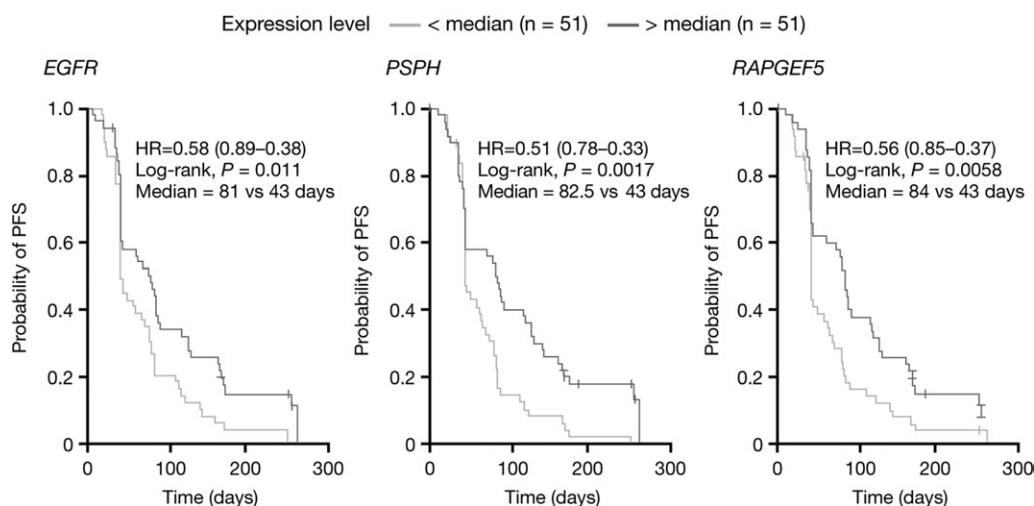 Expression level < median (n = 51) > median (n = 51)
EGFR
PSPH
RAPGEF5
Probability of PFS
1.0
0.8
0.6
0.4
0.2
0
HR=0.58 (0.89–0.38)
Log-rank, P = 0.011
Median = 81 vs 43 days
0 100 200 300
Time (days)
Probability of PFS
1.0
0.8
0.6
0.4
0.2
0
HR=0.51 (0.78–0.33)
Log-rank, P = 0.0017
Median = 82.5 vs 43 days
0 100 200 300
Time (days)
Probability of PFS
1.0
0.8
0.6
0.4
0.2
0
HR=0.56 (0.85–0.37)
Log-rank, P = 0.0058
Median = 84 vs 43 days
0 100 200 300
Time (days)